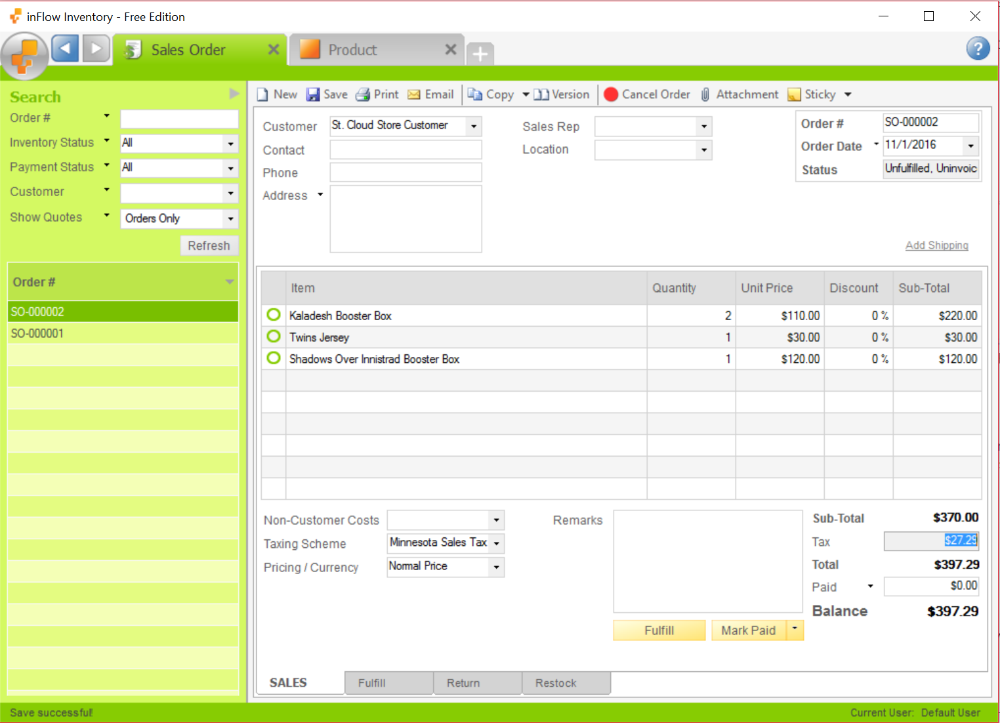 inFlow Inventory - Free Edition
Sales Order
Product
?
Search
Order #
Inventory Status All
Payment Status All
Customer
Show Quotes Orders Only
Refresh
Order #
SO-000002
SO-000001
New Save Print Email Copy Version Cancel Order Attachment Sticky
Customer St. Cloud Store Customer
Contact
Phone
Address
Sales Rep
Location
Order # SO-000002
Order Date 11/1/2016
Status Unfulfilled, Uninvoic
Add Shipping
Item Quantity Unit Price Discount Sub-Total
Kaladesh Booster Box 2 $110.00 0 % $220.00
Twins Jersey 1 $30.00 0 % $30.00
Shadows Over Innistrad Booster Box 1 $120.00 0 % $120.00
Non-Customer Costs
Taxing Scheme Minnesota Sales Tax
Pricing / Currency Normal Price
Remarks
Sub-Total $370.00
Tax $27.29
Total $397.29
Paid $0.00
Balance $397.29
Fulfill Mark Paid
SALES Fulfill Return Restock
Save successful! Current User: Default User